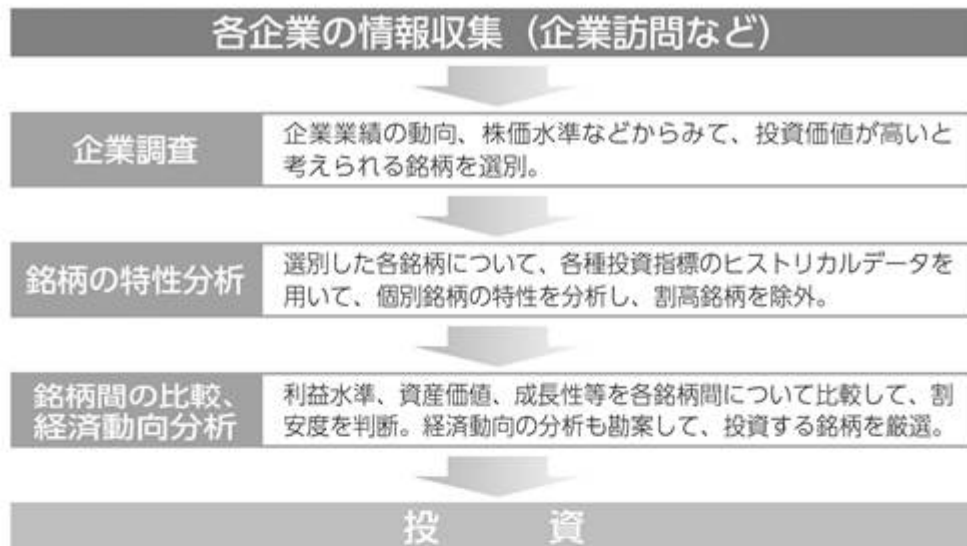 各企業の情報収集（企業訪問など）
企業調査
企業業績の動向、株価水準などからみて、投資価値が高いと
考えられる銘柄を選別。
銘柄の特性分析
選別した各銘柄について、各種投資指標のヒストリカルデータを
用いて、個別銘柄の特性を分析し、割高銘柄を除外。
銘柄間の比較、
経済動向分析
利益水準、資産価値、成長性等を各銘柄間について比較して、割
安度を判断。経済動向の分析も勘案して、投資する銘柄を厳選。
投　資